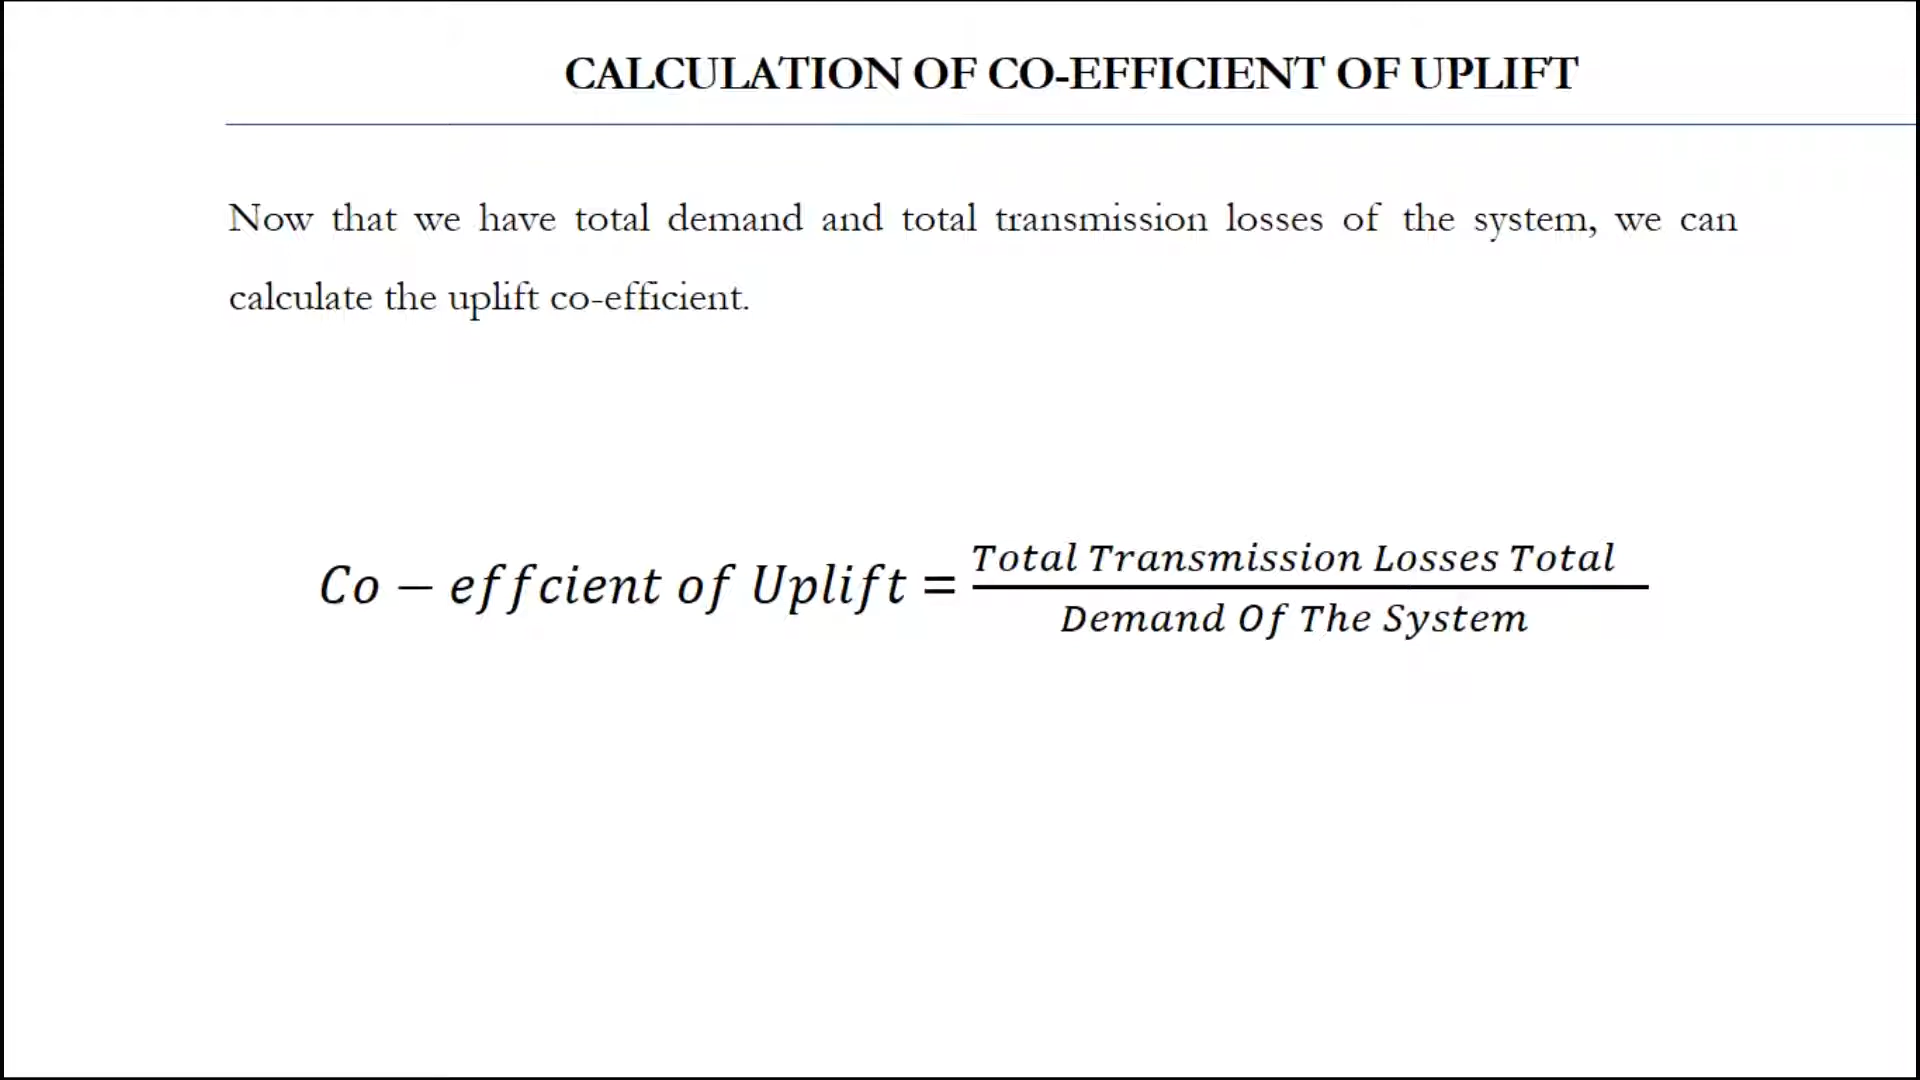 CALCULATION OF CO-EFFICIENT OF UPLIFT
Now that we have total demand and total transmission losses of the system, we can
calculate the uplift co-efficient.
Co − effcient of Uplift = Total Transmission Losses Total
Demand Of The System